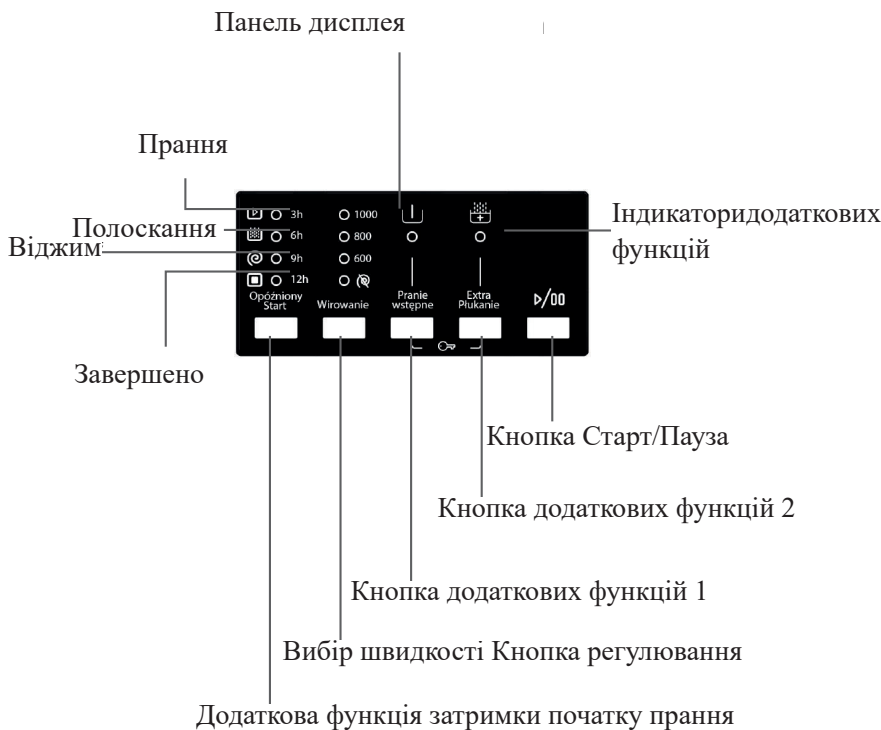 Панель дисплея
Прання
Полоскання
Віджим
Завершено
3h
1000
6h
800
9h
600
12h
Індикаторидодаткових
функцій
Opóźniony
Start
Wirowanie
Pranie
wstępne
Extra
Płukanie
Кнопка Старт/Пауза
Кнопка додаткових функцій 2
Кнопка додаткових функцій 1
Вибір швидкості Кнопка регулювання
Додаткова функція затримки початку прання